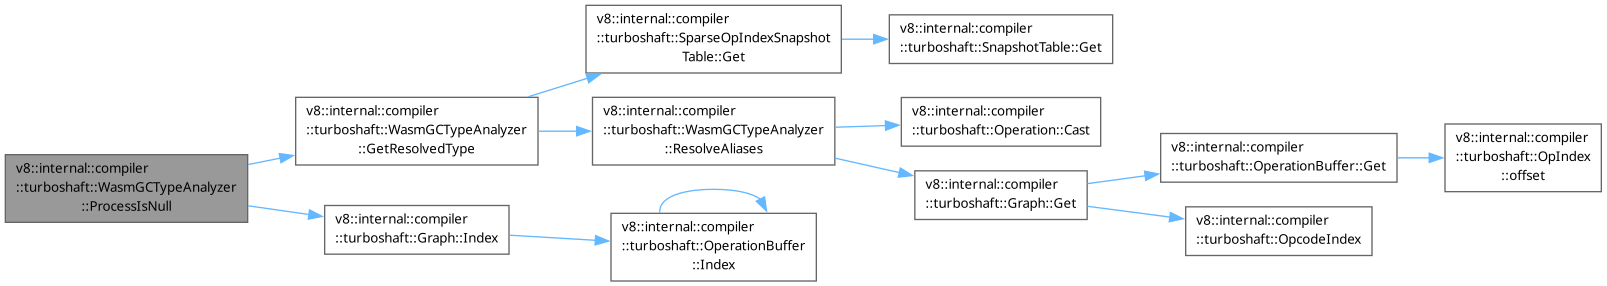 v8::internal::compiler
::turboshaft::WasmGCTypeAnalyzer
::ProcessIsNull
v8::internal::compiler
::turboshaft::WasmGCTypeAnalyzer
::GetResolvedType
v8::internal::compiler
::turboshaft::SparseOpIndexSnapshot
Table::Get
v8::internal::compiler
::turboshaft::SnapshotTable::Get
v8::internal::compiler
::turboshaft::WasmGCTypeAnalyzer
::ResolveAliases
v8::internal::compiler
::turboshaft::Operation::Cast
v8::internal::compiler
::turboshaft::Graph::Get
v8::internal::compiler
::turboshaft::OperationBuffer::Get
v8::internal::compiler
::turboshaft::OpIndex
::offset
v8::internal::compiler
::turboshaft::OpcodeIndex
v8::internal::compiler
::turboshaft::Graph::Index
v8::internal::compiler
::turboshaft::OperationBuffer
::Index